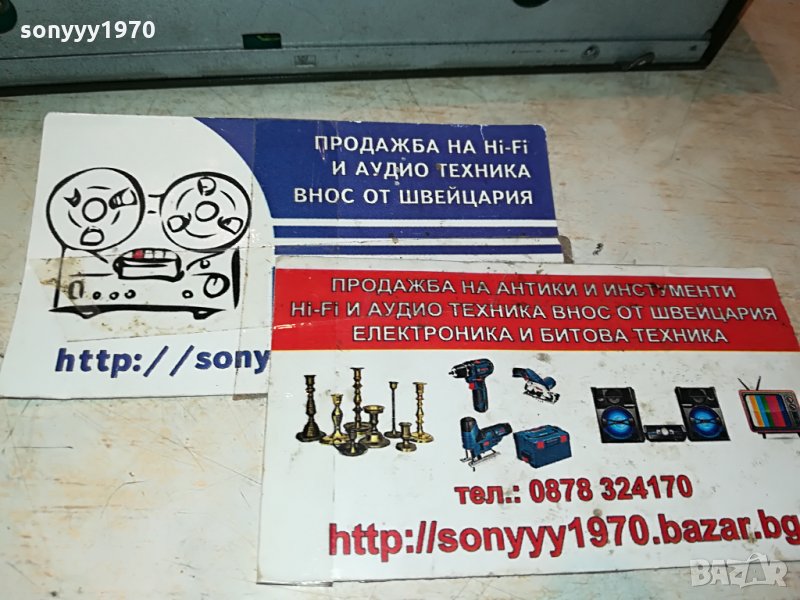 sonyyy1970
ПРОДАЖБА НА Hi-Fi
И АУДИО ТЕХНИКА
ВНОС ОТ ШВЕЙЦАРИЯ
http://sony
ПРОДАЖБА НА АНТИКИ И ИНСТУМЕНТИ
Hi-Fi И АУДИО ТЕХНИКА ВНОС ОТ ШВЕЙЦАРИЯ
ЕЛЕКТРОНИКА И БИТОВА ТЕХНИКА
тел.: 0878 324170
http://sonyyy1970.bazar.bg
BAZAR